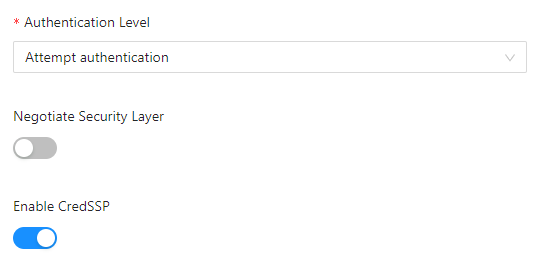 * Authentication Level
Attempt authentication
Negotiate Security Layer
Enable CredSSP